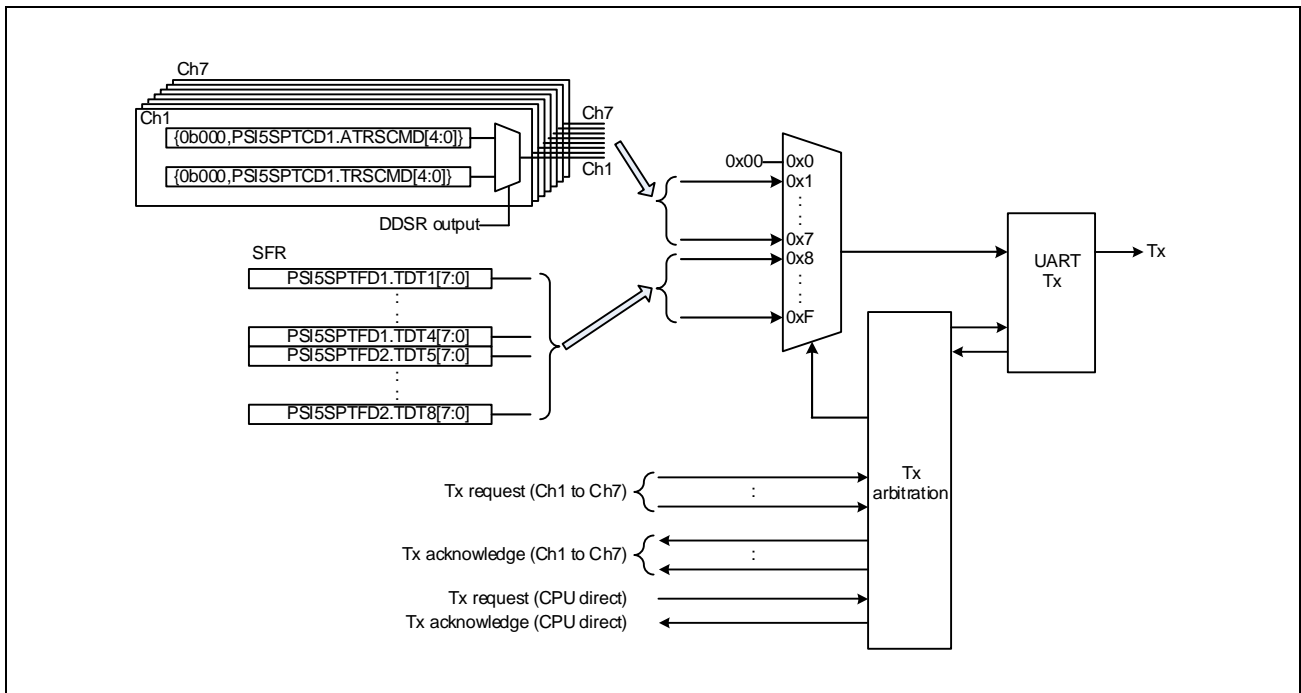 Ch7
Ch1
{0b000,PSI5SPTCD1.ATRSCMD[4:0]}
{0b000,PSI5SPTCD1.TRSCMD[4:0]}
Ch7
Ch1
DDSR output
SFR
PSI5SPTFD1.TDT1[7:0]
PSI5SPTFD1.TDT4[7:0]
PSI5SPTFD2.TDT5[7:0]
PSI5SPTFD2.TDT8[7:0]
0x00
0x0
0x1
0x7
0x8
0xF
UART
Tx
Tx
Tx
arbitration
Tx request (Ch1 to Ch7)
Tx acknowledge (Ch1 to Ch7)
Tx request (CPU direct)
Tx acknowledge (CPU direct)